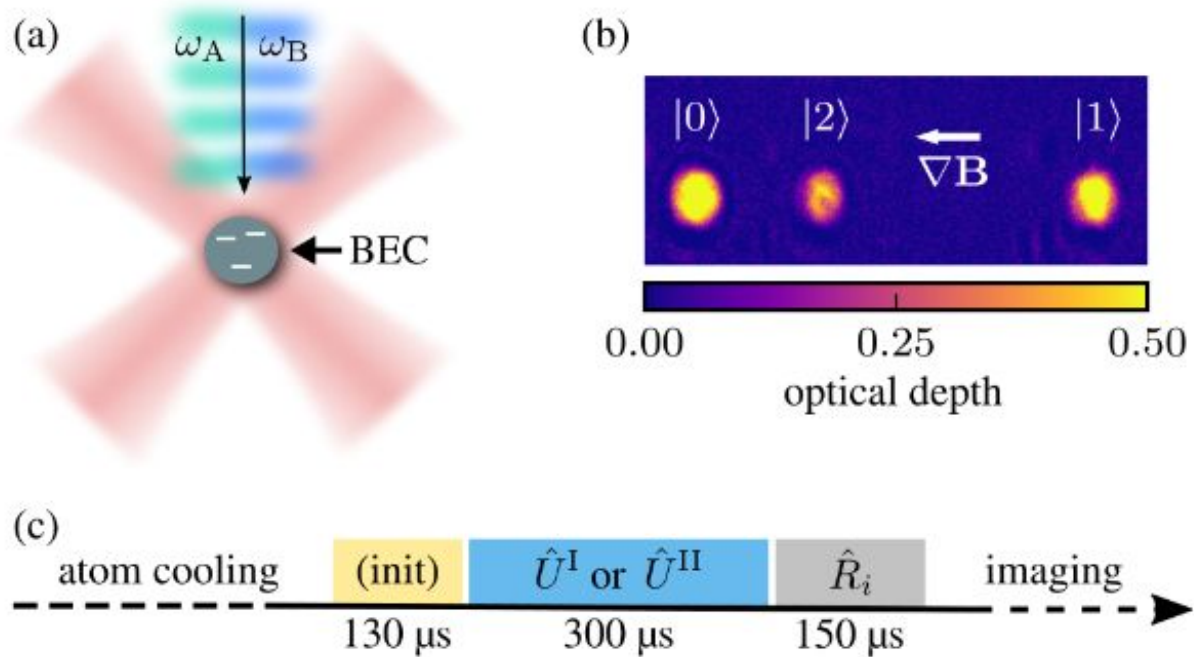 (a)
ω_A ω_B
BEC
(b)
|0⟩ |2⟩ |1⟩
∇B
0.00 0.25 0.50
optical depth
(c)
atom cooling (init) Û^I or Û^II R̂_i imaging
130 µs 300 µs 150 µs